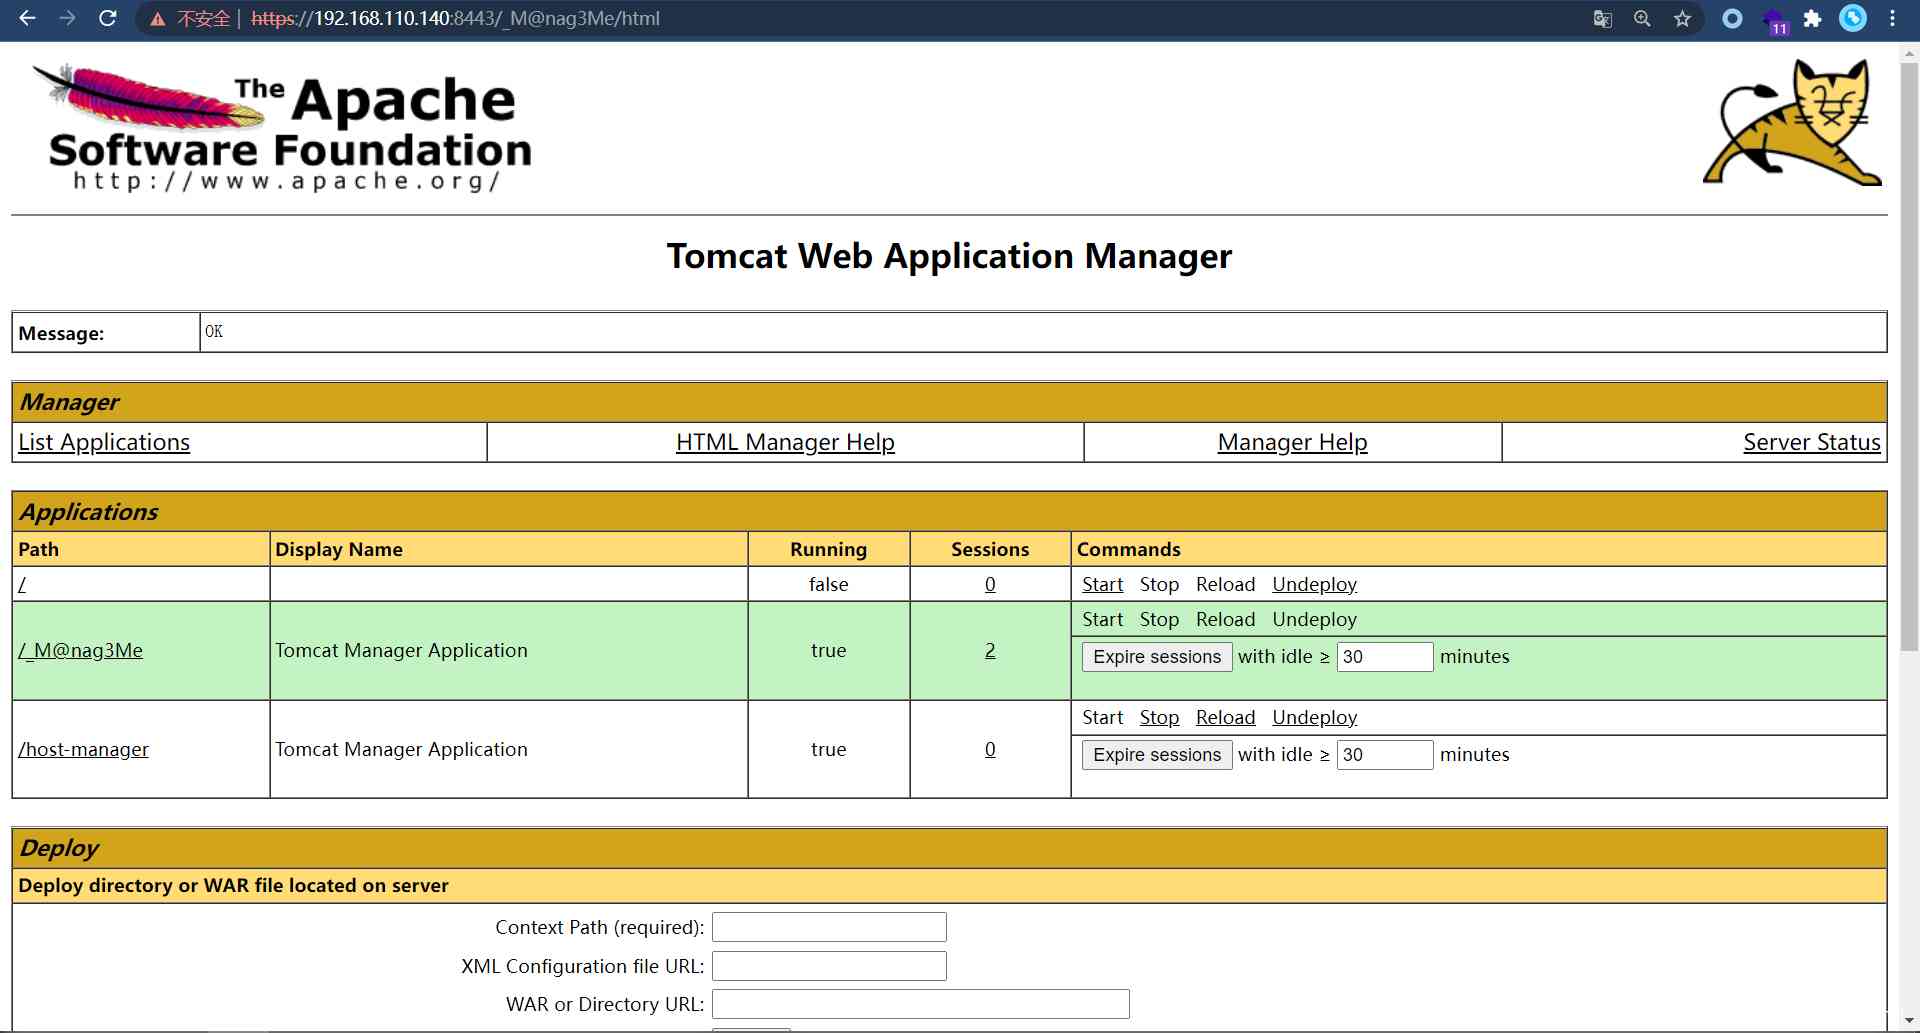 不安全 | https://192.168.110.140:8443/_M@nag3Me/html
11
The Apache
Software Foundation
http://www.apache.org/
Tomcat Web Application Manager
Message: OK
Manager
List Applications HTML Manager Help Manager Help Server Status
Applications
Path Display Name Running Sessions Commands
/ false 0 Start Stop Reload Undeploy
Start Stop Reload Undeploy
/_M@nag3Me Tomcat Manager Application true 2
Expire sessions with idle ≥ 30 minutes
Start Stop Reload Undeploy
/host-manager Tomcat Manager Application true 0
Expire sessions with idle ≥ 30 minutes
Deploy
Deploy directory or WAR file located on server
Context Path (required):
XML Configuration file URL:
WAR or Directory URL: